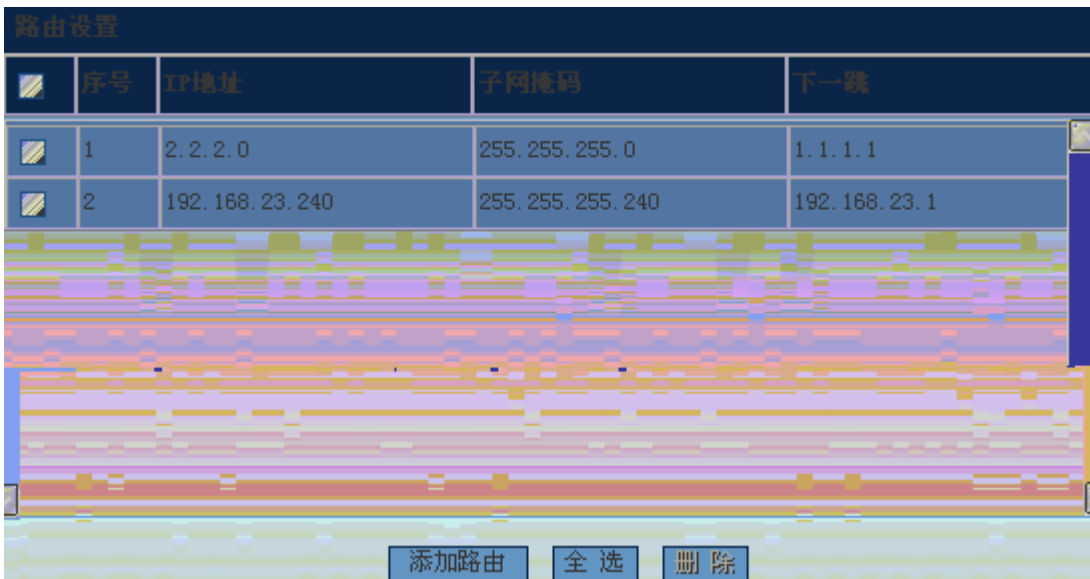 路由设置
序号 IP地址 子网掩码 下一跳
1 2.2.2.0 255.255.255.0 1.1.1.1
2 192.168.23.240 255.255.255.240 192.168.23.1
添加路由 全 选 删 除